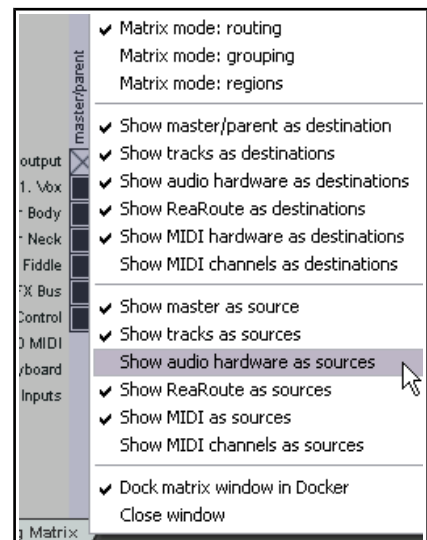 master/parent
output
1. Vox
Body
Neck
Fiddle
FX Bus
Control
MIDI
Inputs
Matrix
✓ Matrix mode: routing
Matrix mode: grouping
Matrix mode: regions
✓ Show master/parent as destination
✓ Show tracks as destinations
✓ Show audio hardware as destinations
✓ Show ReaRoute as destinations
✓ Show MIDI hardware as destinations
Show MIDI channels as destinations
✓ Show master as source
✓ Show tracks as sources
Show audio hardware as sources
✓ Show ReaRoute as sources
✓ Show MIDI as sources
Show MIDI channels as sources
✓ Dock matrix window in Docker
Close window